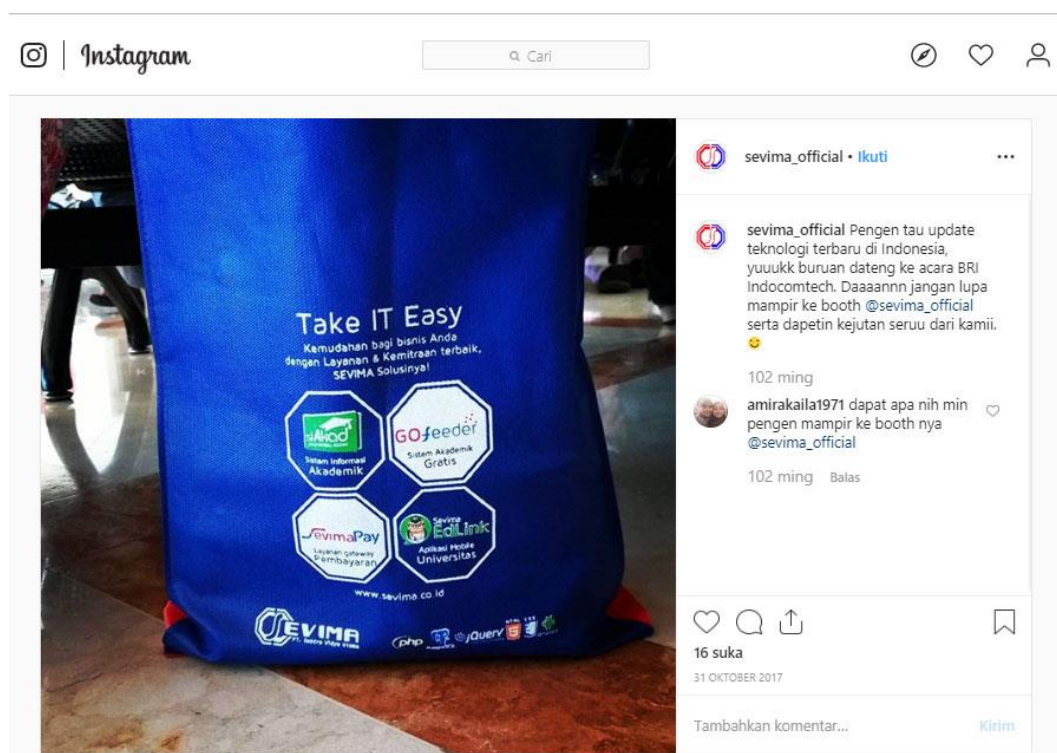 Instagram
Cari
Take IT Easy
Kemudahan bagi bisnis Anda
dengan Layanan & Kemitraan terbaik,
SEVIMA Solusinya!
siAkad
Sistem Informasi
Akademik
GOfeeder
Sistem Akademik
Gratis
SevimaPay
Layanan gateway
Pembayaran
Sevima
EdLink
Aplikasi Mobile
Universitas
www.sevima.co.id
SEVIMA
php
jQuery
HTML
CSS
sevima_official • Ikuti
sevima_official Pengen tau update
teknologi terbaru di Indonesia,
yuuukk buruan dateng ke acara BRI
Indocomtech. Daaaannn jangan lupa
mampir ke booth @sevima_official
serta dapetin kejutan seruu dari kamii.
102 ming
amirakaila1971 dapat apa nih min
pengen mampir ke booth nya
@sevima_official
102 ming Balas
16 suka
31 OKTOBER 2017
Tambahkan komentar...
Kirim